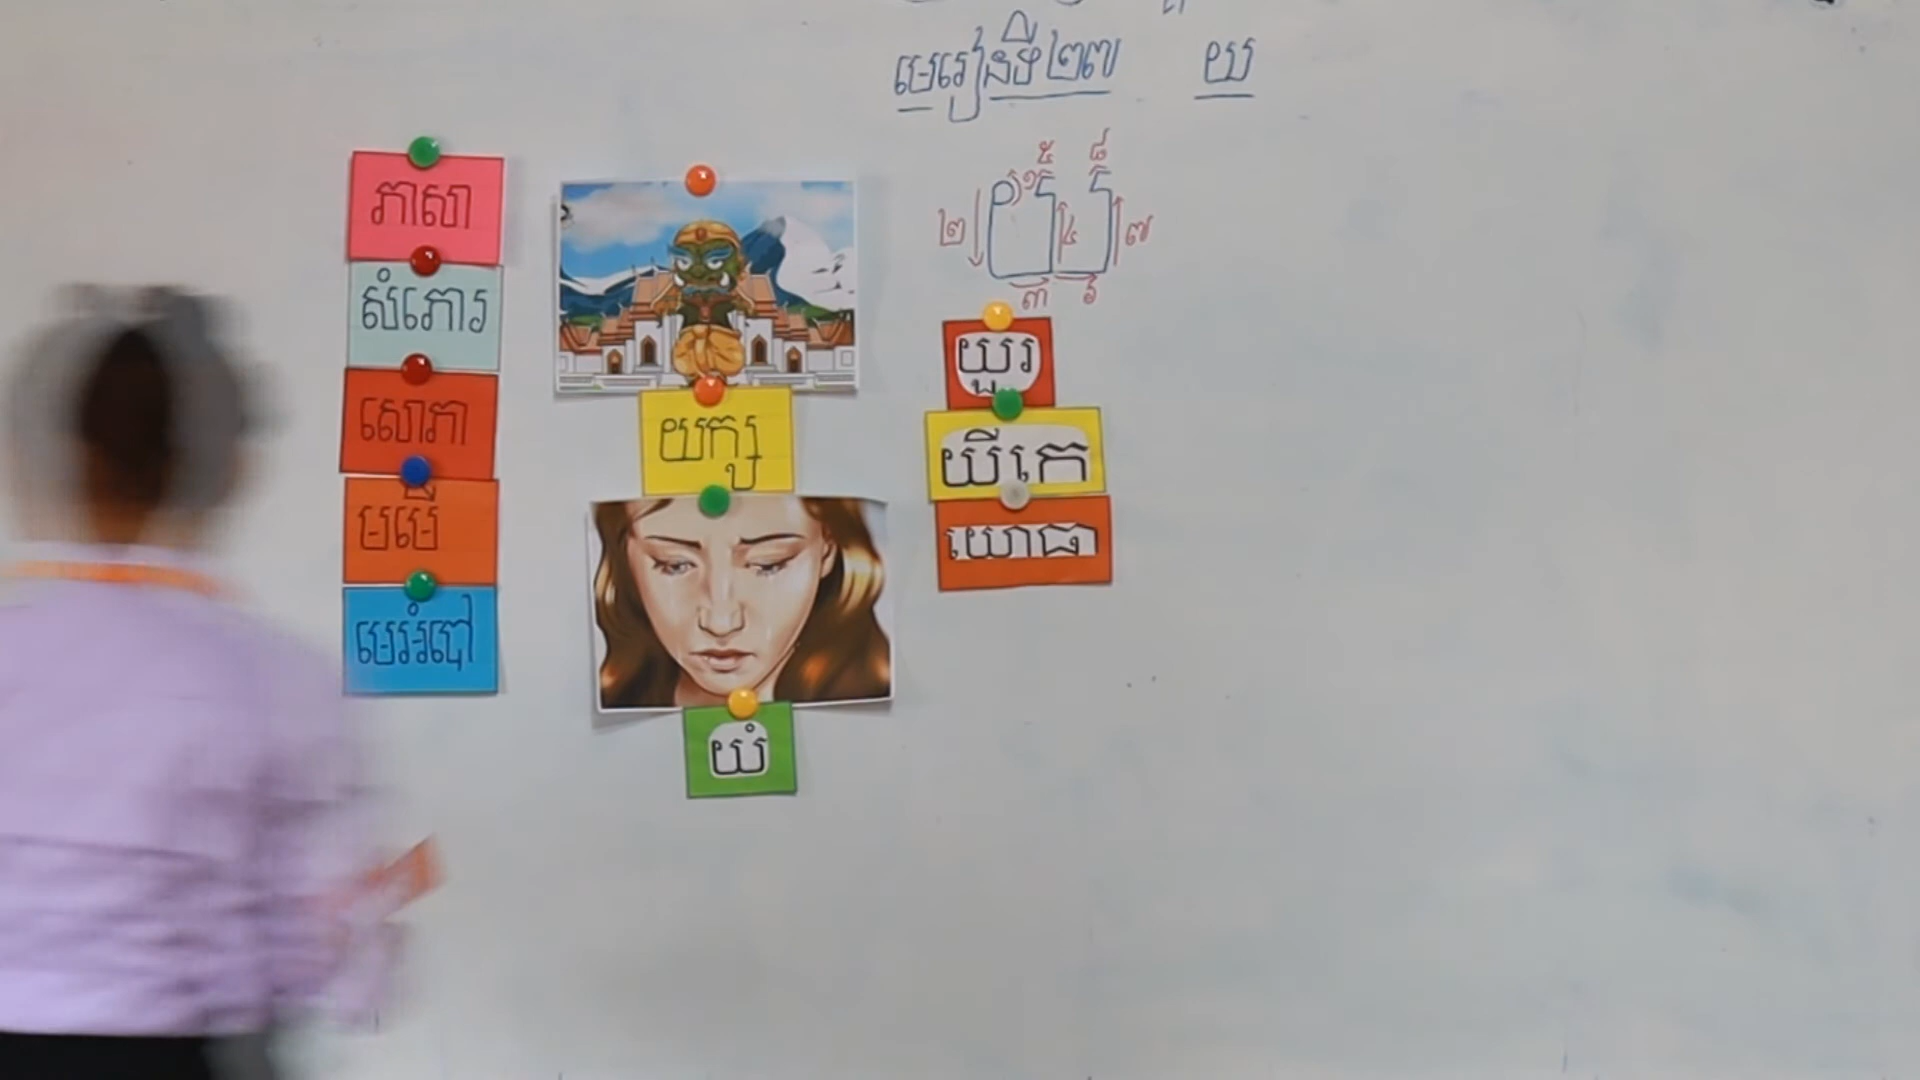 មេរៀនទី២៧ យ
៥ ៨
១
២ ៤ ៧
៣ ៦
ភាសា
សំភោរ
សោភា
មមើ
មេអំបៅ
យក្ស
យំ
យួរ
យីកេ
យោធា